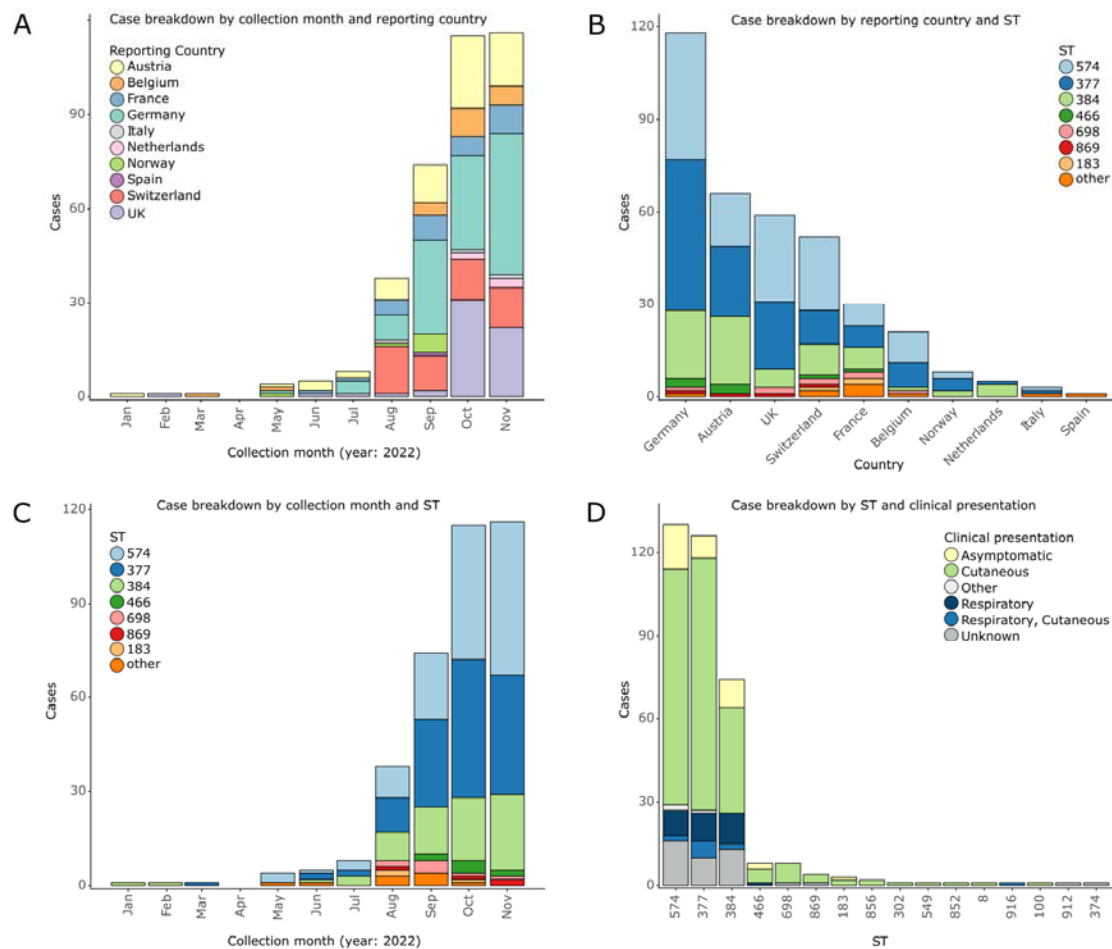 A
Case breakdown by collection month and reporting country
Reporting Country
Austria
Belgium
France
Germany
Italy
Netherlands
Norway
Spain
Switzerland
UK
Cases
90
60
30
0
Jan
Feb
Mar
Apr
May
Jun
Jul
Aug
Sep
Oct
Nov
Collection month (year: 2022)
B
Case breakdown by reporting country and ST
ST
574
377
384
466
698
869
183
other
Cases
120
90
60
30
0
Germany
Austria
UK
Switzerland
France
Belgium
Norway
Netherlands
Italy
Spain
Country
C
Case breakdown by collection month and ST
ST
574
377
384
466
698
869
183
other
Cases
120
90
60
30
0
Jan
Feb
Mar
Apr
May
Jun
Jul
Aug
Sep
Oct
Nov
Collection month (year: 2022)
D
Case breakdown by ST and clinical presentation
Clinical presentation
Asymptomatic
Cutaneous
Other
Respiratory
Respiratory, Cutaneous
Unknown
Cases
120
90
60
30
0
574
377
384
466
698
869
183
856
302
549
852
8
916
100
912
374
ST